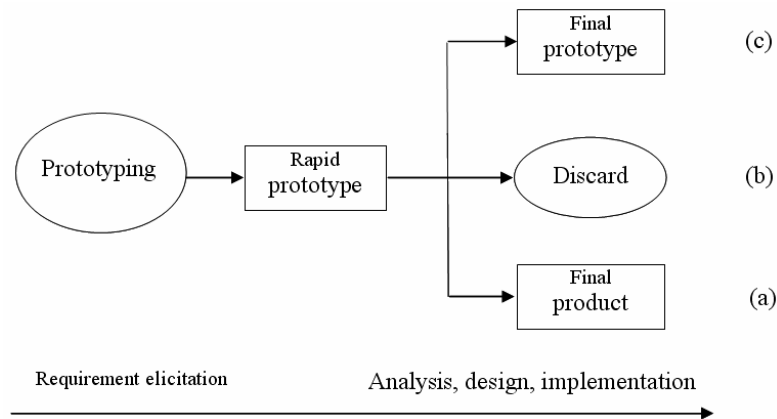 Final
prototype
(c)
Prototyping
Rapid
prototype
Discard
(b)
Final
product
(a)
Requirement elicitation
Analysis, design, implementation